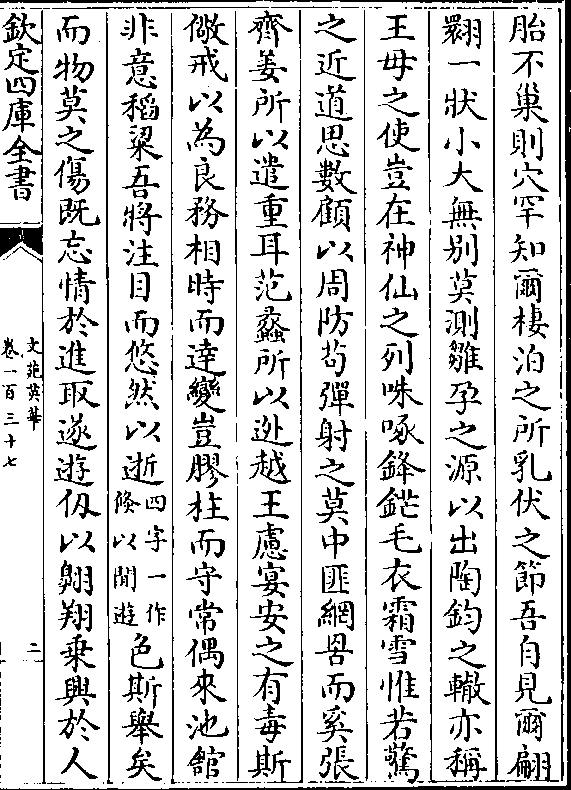 胎不巢則穴罕知爾棲泊之所乳伏之節吾自見爾翩
翾一狀小大無别莫測雛孕之源以出陶鈞之轍亦稱
王母之使豈在神仙之列咮啄鋒鋩毛衣霜雪惟若驚
之近道思數顧以周防茍彈射之莫中匪網罟而奚張
齊姜所以遣重耳范蠡所以逃越王慮宴安之有毒斯
儆戒以為良務相時而逹變豈膠柱而守常偶來池館
非意稻粱吾將注目而悠然以逝四字一作倐以閒遊色斯舉矣
而物莫之傷既忘情於進取遂遊伋以翺翔乗興於人
欽定四庫全書
文苑英華
卷一百三十七
二